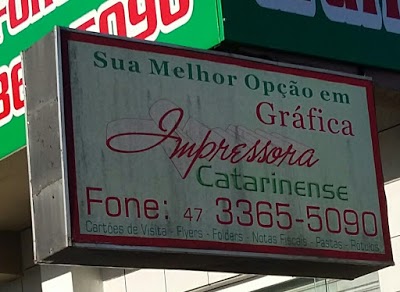 Sua Melhor Opção em
Gráfica
Impressora
Catarinense
Fone: 47 3365-5090
Cartões de Visita - Flyers - Folders - Notas Fiscais - Pastas - Rótulos
5090